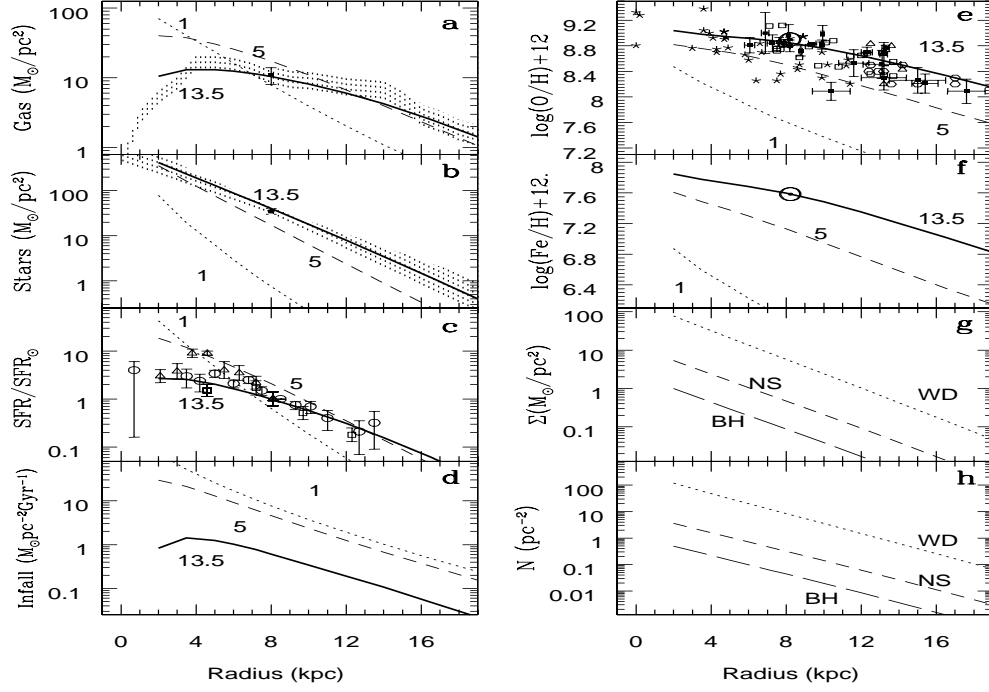 Gas (M⊙/pc²)
100
10
1
a
1
5
13.5
Stars (M⊙/pc²)
100
10
1
b
13.5
5
1
SFR/SFR⊙
10
1
0.1
c
1
5
13.5
Infall (M⊙pc⁻²Gyr⁻¹)
10
1
0.1
d
1
5
13.5
0 4 8 12 16
Radius (kpc)
log(O/H)+12
9.2
8.8
8.4
8
7.6
7.2
e
13.5
5
1
log(Fe/H)+12.
8
7.6
7.2
6.8
6.4
f
13.5
5
1
Σ(M⊙/pc²)
100
10
1
0.1
g
WD
NS
BH
N (pc⁻²)
100
10
1
0.1
0.01
h
WD
NS
BH
0 4 8 12 16
Radius (kpc)